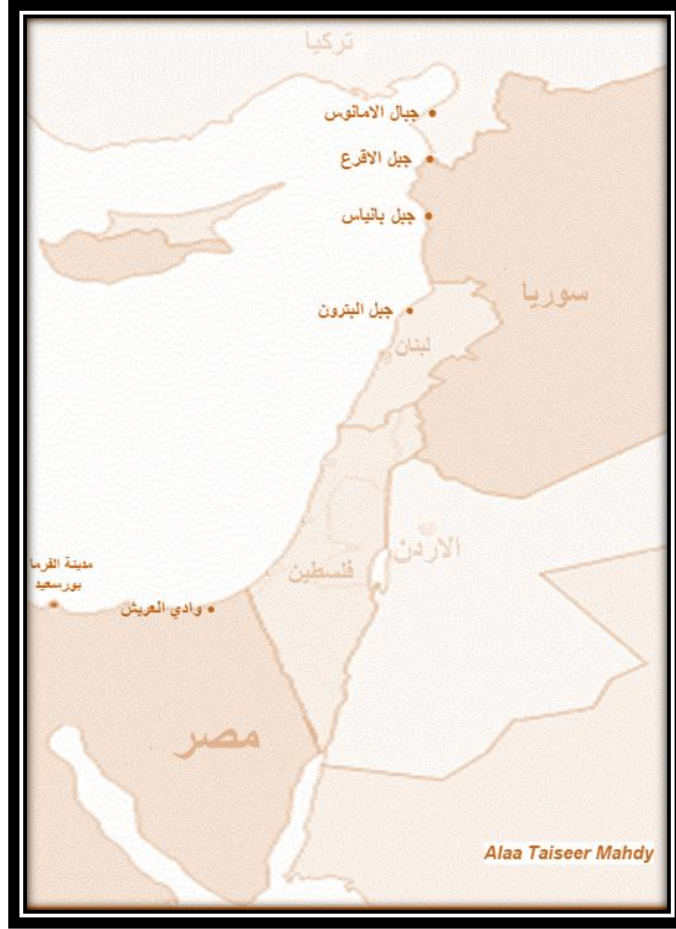 تركيا
جبال الامانوس
جبل الاقرع
جبل بانياس
سوريا
جبل البترون
لبنان
الاردن
مدينة الفرما
بورسعيد
فلسطين
وادي العريش
مصر
Alaa Taiseer Mahdy